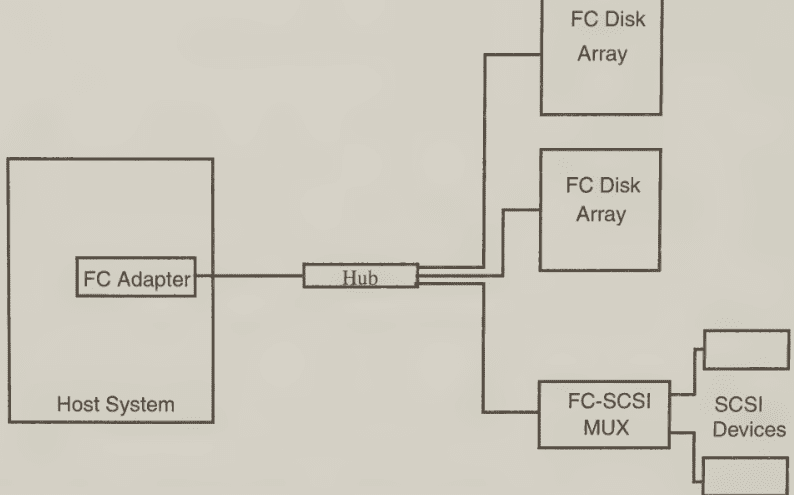 FC Disk
Array
FC Disk
Array
FC Adapter
Hub
Host System
FC-SCSI
MUX
SCSI
Devices